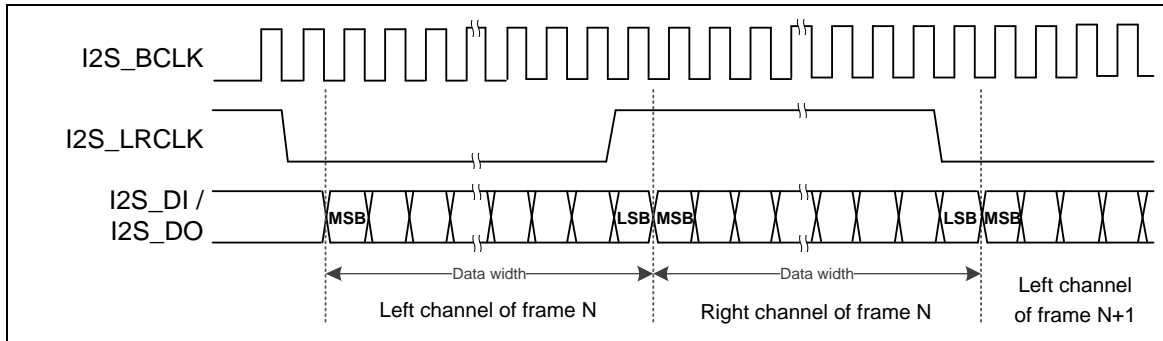 I2S_BCLK
I2S_LRCLK
I2S_DI /
I2S_DO
MSB
LSB
MSB
LSB
MSB
Data width
Data width
Left channel of frame N
Right channel of frame N
Left channel
of frame N+1